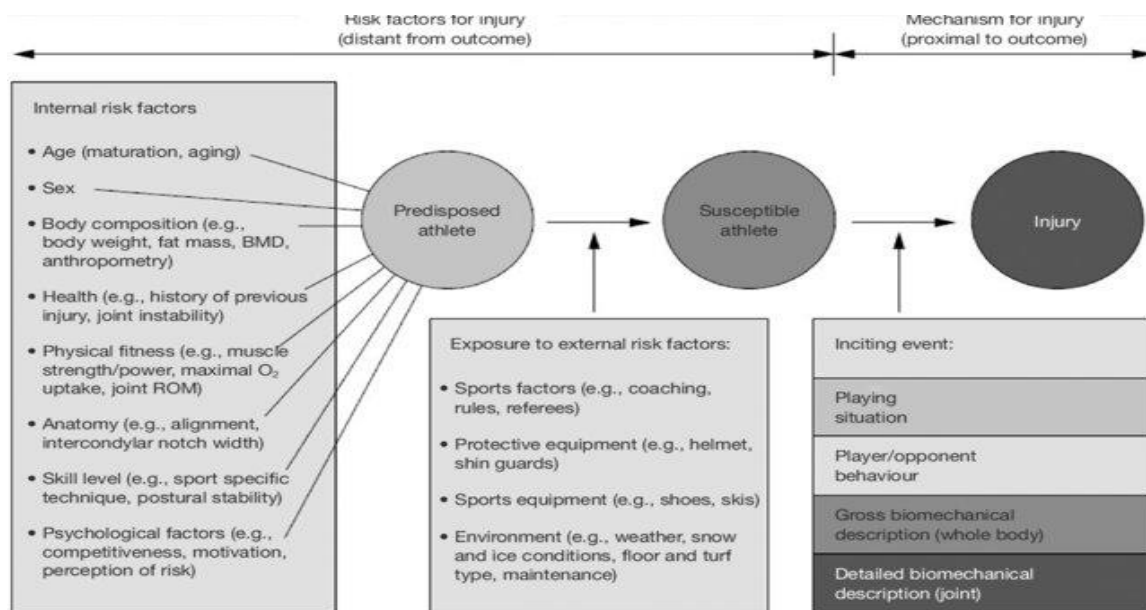 Risk factors for injury
(distant from outcome)
Mechanism for injury
(proximal to outcome)
Internal risk factors
• Age (maturation, aging)
• Sex
• Body composition (e.g.,
body weight, fat mass, BMD,
anthropometry)
• Health (e.g., history of previous
injury, joint instability)
• Physical fitness (e.g., muscle
strength/power, maximal O₂
uptake, joint ROM)
• Anatomy (e.g., alignment,
intercondylar notch width)
• Skill level (e.g., sport specific
technique, postural stability)
• Psychological factors (e.g.,
competitiveness, motivation,
perception of risk)
Predisposed
athlete
Susceptible
athlete
Injury
Exposure to external risk factors:
• Sports factors (e.g., coaching,
rules, referees)
• Protective equipment (e.g., helmet,
shin guards)
• Sports equipment (e.g., shoes, skis)
• Environment (e.g., weather, snow
and ice conditions, floor and turf
type, maintenance)
Inciting event:
Playing
situation
Player/opponent
behaviour
Gross biomechanical
description (whole body)
Detailed biomechanical
description (joint)